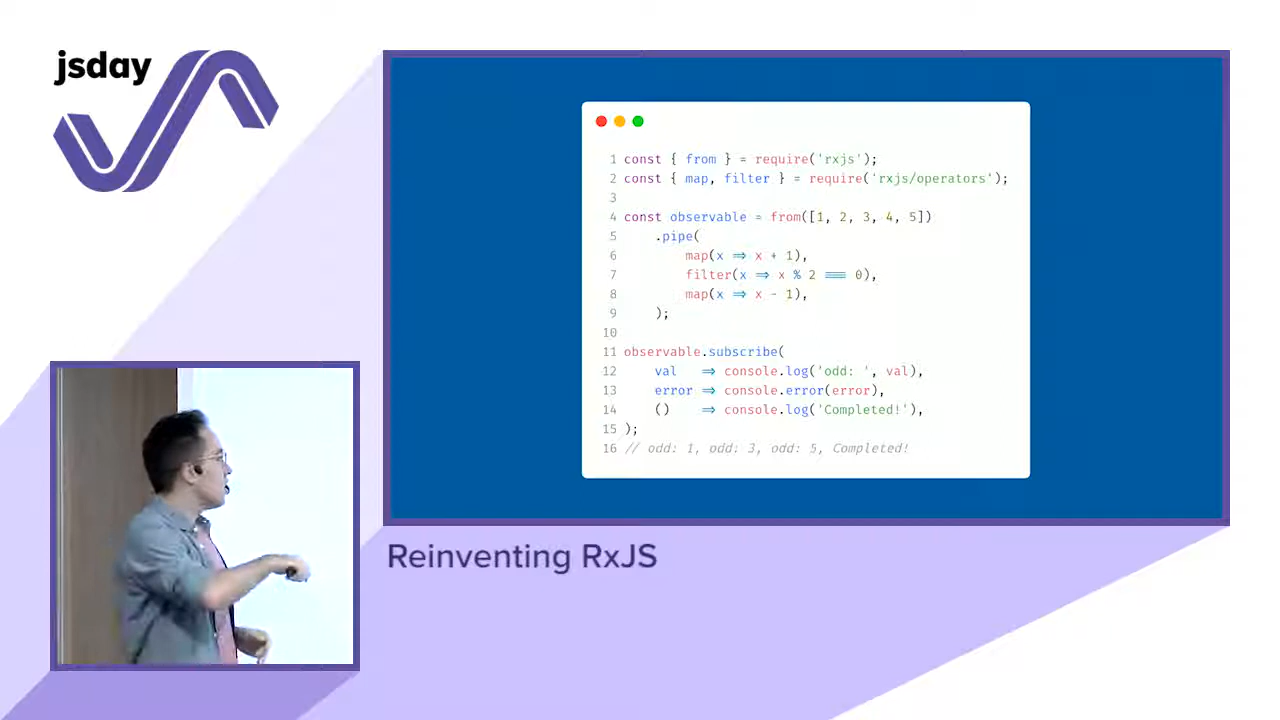 jsday
1 const { from } = require('rxjs');
2 const { map, filter } = require('rxjs/operators');
3
4 const observable = from([1, 2, 3, 4, 5])
5     .pipe(
6         map(x => x + 1),
7         filter(x => x % 2 === 0),
8         map(x => x - 1),
9     );
10
11 observable.subscribe(
12     val   => console.log('odd: ', val),
13     error => console.error(error),
14     ()    => console.log('Completed!'),
15 );
16 // odd: 1, odd: 3, odd: 5, Completed!
Reinventing RxJS